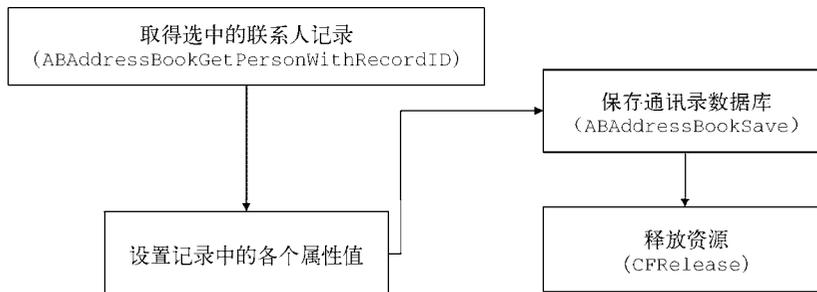 取得选中的联系人记录
(ABAddressBookGetPersonWithRecordID)
设置记录中的各个属性值
保存通讯录数据库
(ABAddressBookSave)
释放资源
(CFRelease)